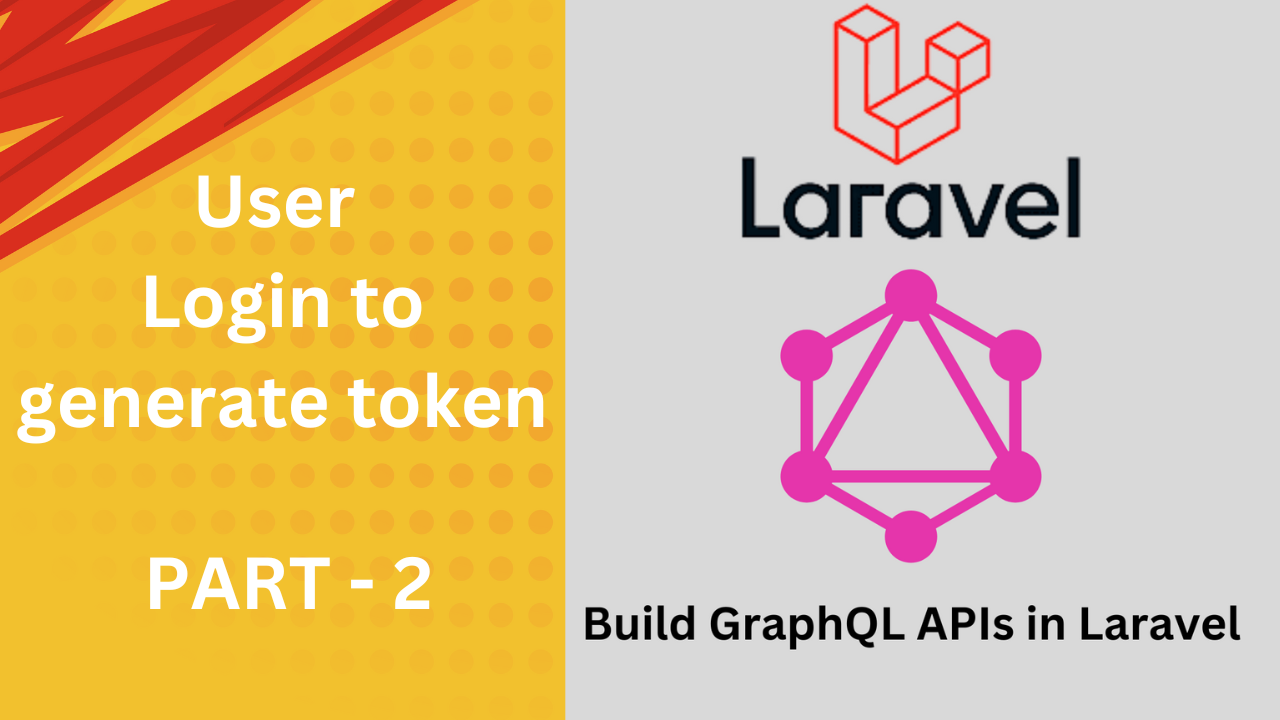 User
Login to
generate token
PART - 2
Laravel
Build GraphQL APIs in Laravel